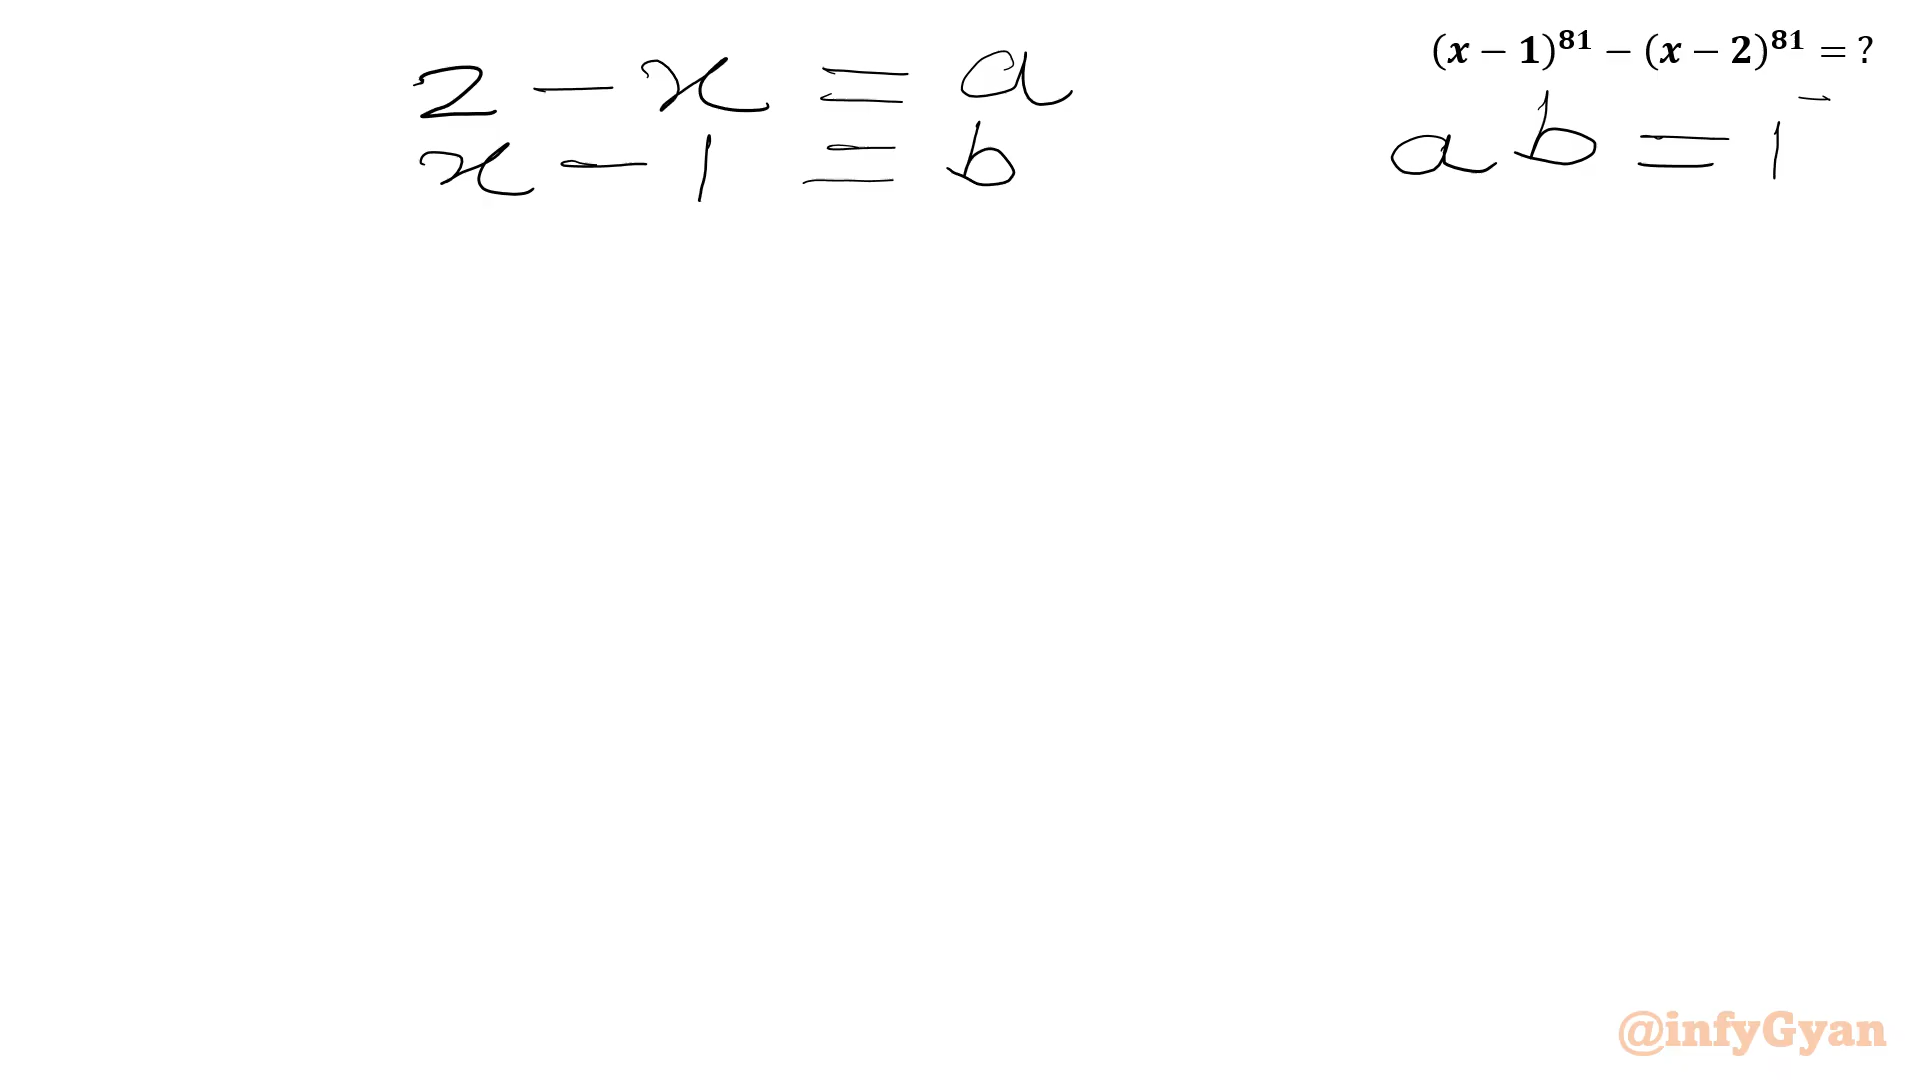 (x − 1)^81 − (x − 2)^81 = ?
2 − x = a
x − 1 = b
ab = 1
@infyGyan